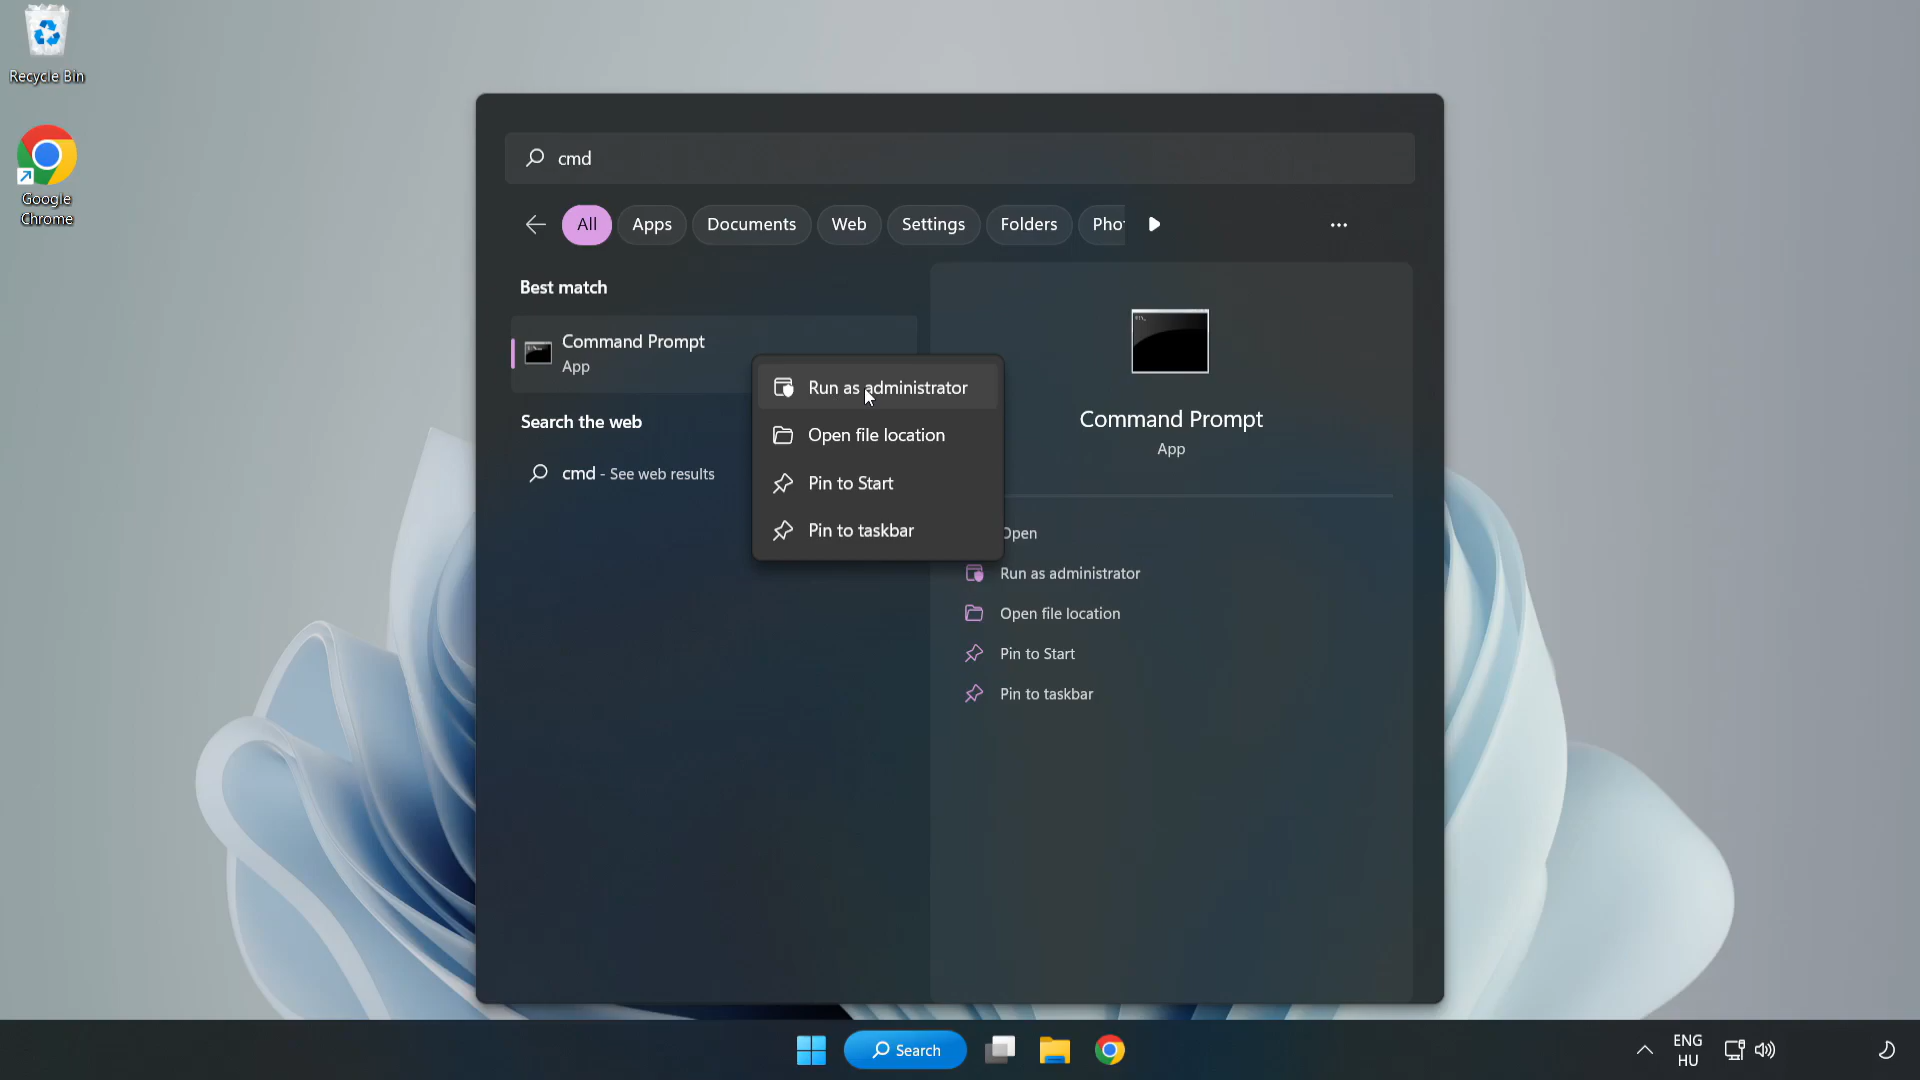 Recycle Bin
Google
Chrome
cmd
All
Apps
Documents
Web
Settings
Folders
Pho
Best match
Command Prompt
App
Search the web
cmd - See web results
Run as administrator
Open file location
Pin to Start
Pin to taskbar
Command Prompt
App
Open
Run as administrator
Open file location
Pin to Start
Pin to taskbar
Search
ENG
HU